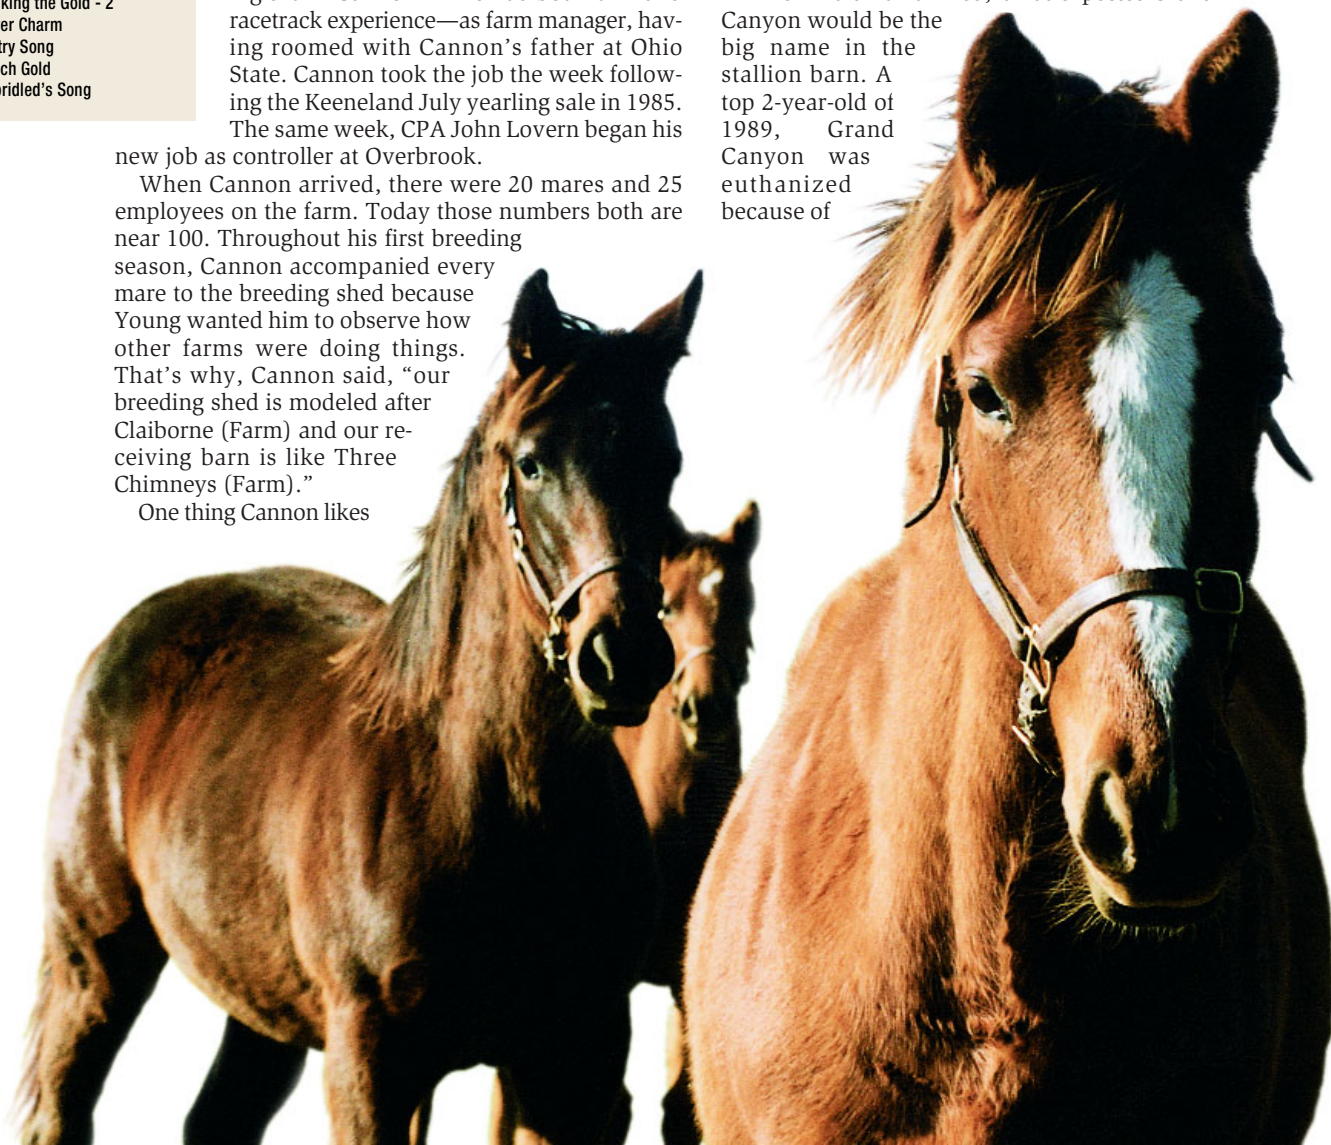 king the Gold - 2
er Charm
try Song
ch Gold
ridled’s Song
racetrack experience—as farm manager, hav-
ing roomed with Cannon’s father at Ohio
State. Cannon took the job the week follow-
ing the Keeneland July yearling sale in 1985.
The same week, CPA John Lovern began his
new job as controller at Overbrook.
When Cannon arrived, there were 20 mares and 25
employees on the farm. Today those numbers both are
near 100. Throughout his first breeding
season, Cannon accompanied every
mare to the breeding shed because
Young wanted him to observe how
other farms were doing things.
That’s why, Cannon said, “our
breeding shed is modeled after
Claiborne (Farm) and our re-
ceiving barn is like Three
Chimneys (Farm).”
One thing Cannon likes
Canyon would be the
big name in the
stallion barn. A
top 2-year-old of
1989, Grand
Canyon was
euthanized
because of